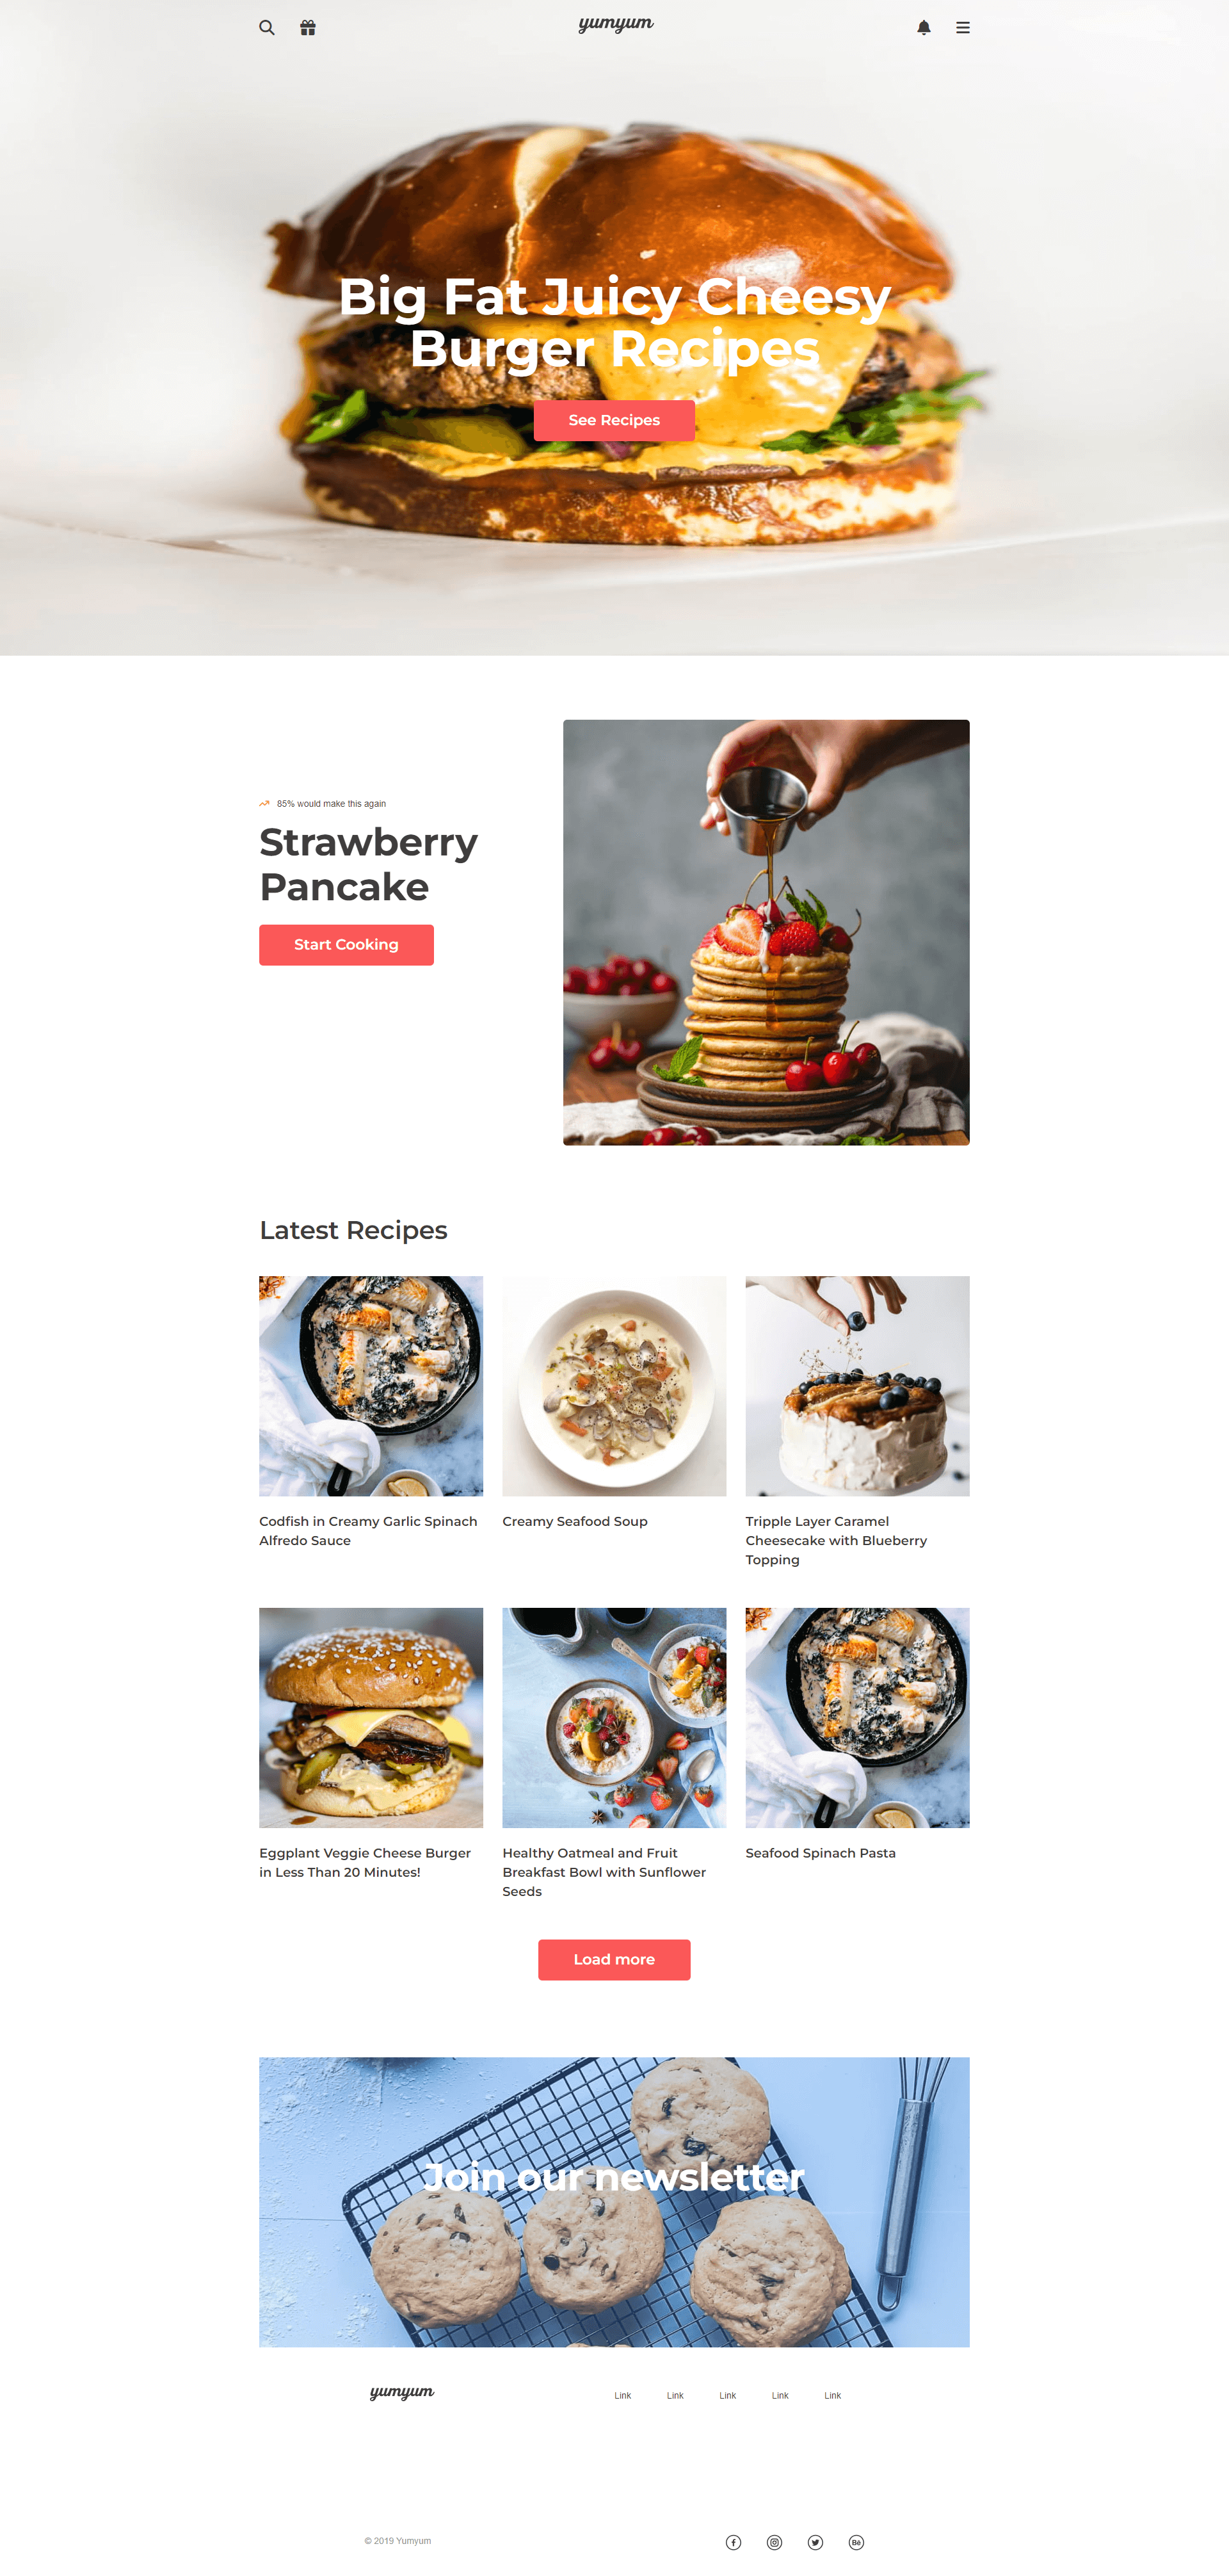 yumyum
Big Fat Juicy Cheesy
Burger Recipes
See Recipes
85% would make this again
Strawberry
Pancake
Start Cooking
Latest Recipes
Codfish in Creamy Garlic Spinach
Alfredo Sauce
Creamy Seafood Soup
Tripple Layer Caramel
Cheesecake with Blueberry
Topping
Eggplant Veggie Cheese Burger
in Less Than 20 Minutes!
Healthy Oatmeal and Fruit
Breakfast Bowl with Sunflower
Seeds
Seafood Spinach Pasta
Load more
Join our newsletter
yumyum
Link Link Link Link Link
© 2019 Yumyum
Bē